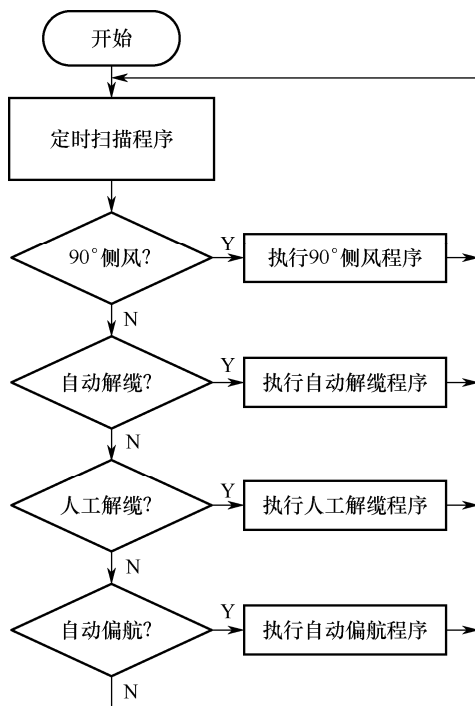 开始
定时扫描程序
90°侧风?
Y
执行90°侧风程序
N
自动解缆?
Y
执行自动解缆程序
N
人工解缆?
Y
执行人工解缆程序
N
自动偏航?
Y
执行自动偏航程序
N